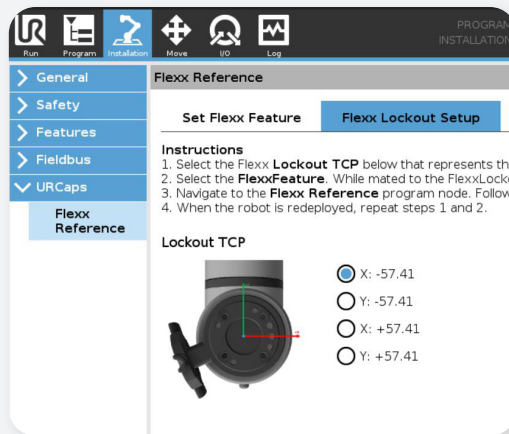 PROGRAM
INSTALLATION
Run Program Installation Move I/O Log
General
Safety
Features
Fieldbus
URCaps
Flexx
Reference
Flexx Reference
Set Flexx Feature Flexx Lockout Setup
Instructions
1. Select the Flexx Lockout TCP below that represents th
2. Select the FlexxFeature. While mated to the FlexxLock
3. Navigate to the Flexx Reference program node. Follow
4. When the robot is redeployed, repeat steps 1 and 2.
Lockout TCP
X: -57.41
Y: -57.41
X: +57.41
Y: +57.41